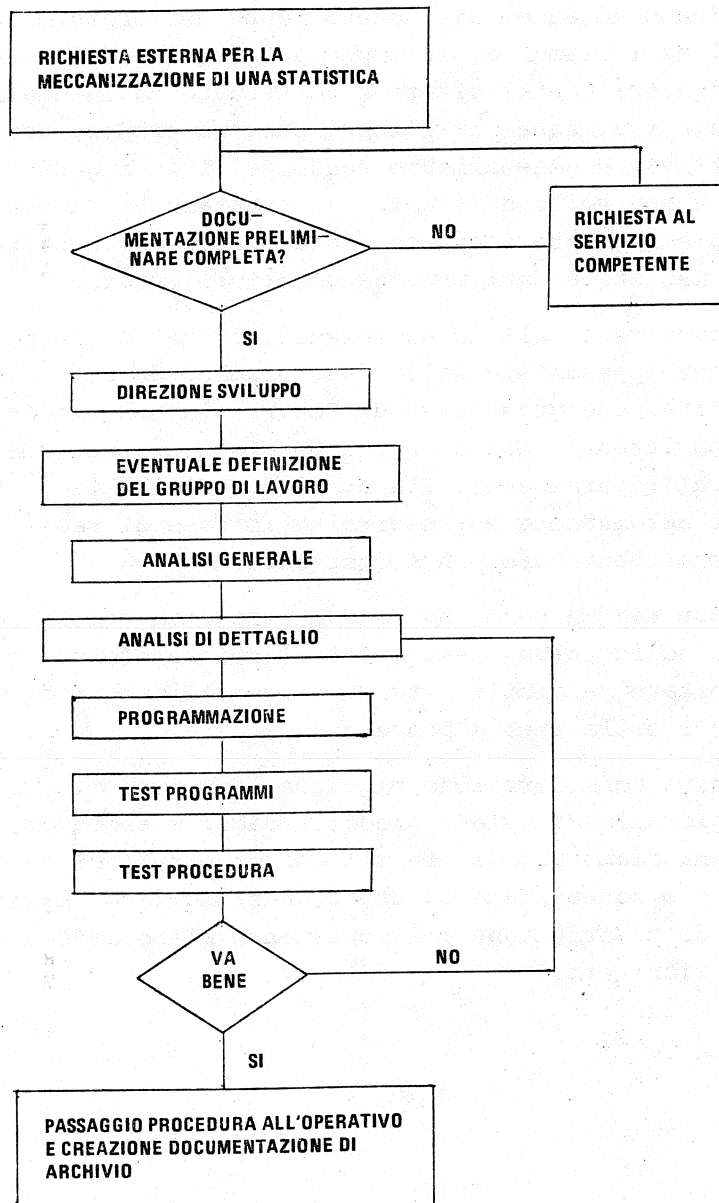 RICHIESTA ESTERNA PER LA
MECCANIZZAZIONE DI UNA STATISTICA
DOCU-
MENTAZIONE PRELIMI-
NARE COMPLETA?
NO
RICHIESTA AL
SERVIZIO
COMPETENTE
SI
DIREZIONE SVILUPPO
EVENTUALE DEFINIZIONE
DEL GRUPPO DI LAVORO
ANALISI GENERALE
ANALISI DI DETTAGLIO
PROGRAMMAZIONE
TEST PROGRAMMI
TEST PROCEDURA
VA
BENE
NO
SI
PASSAGGIO PROCEDURA ALL'OPERATIVO
E CREAZIONE DOCUMENTAZIONE DI
ARCHIVIO